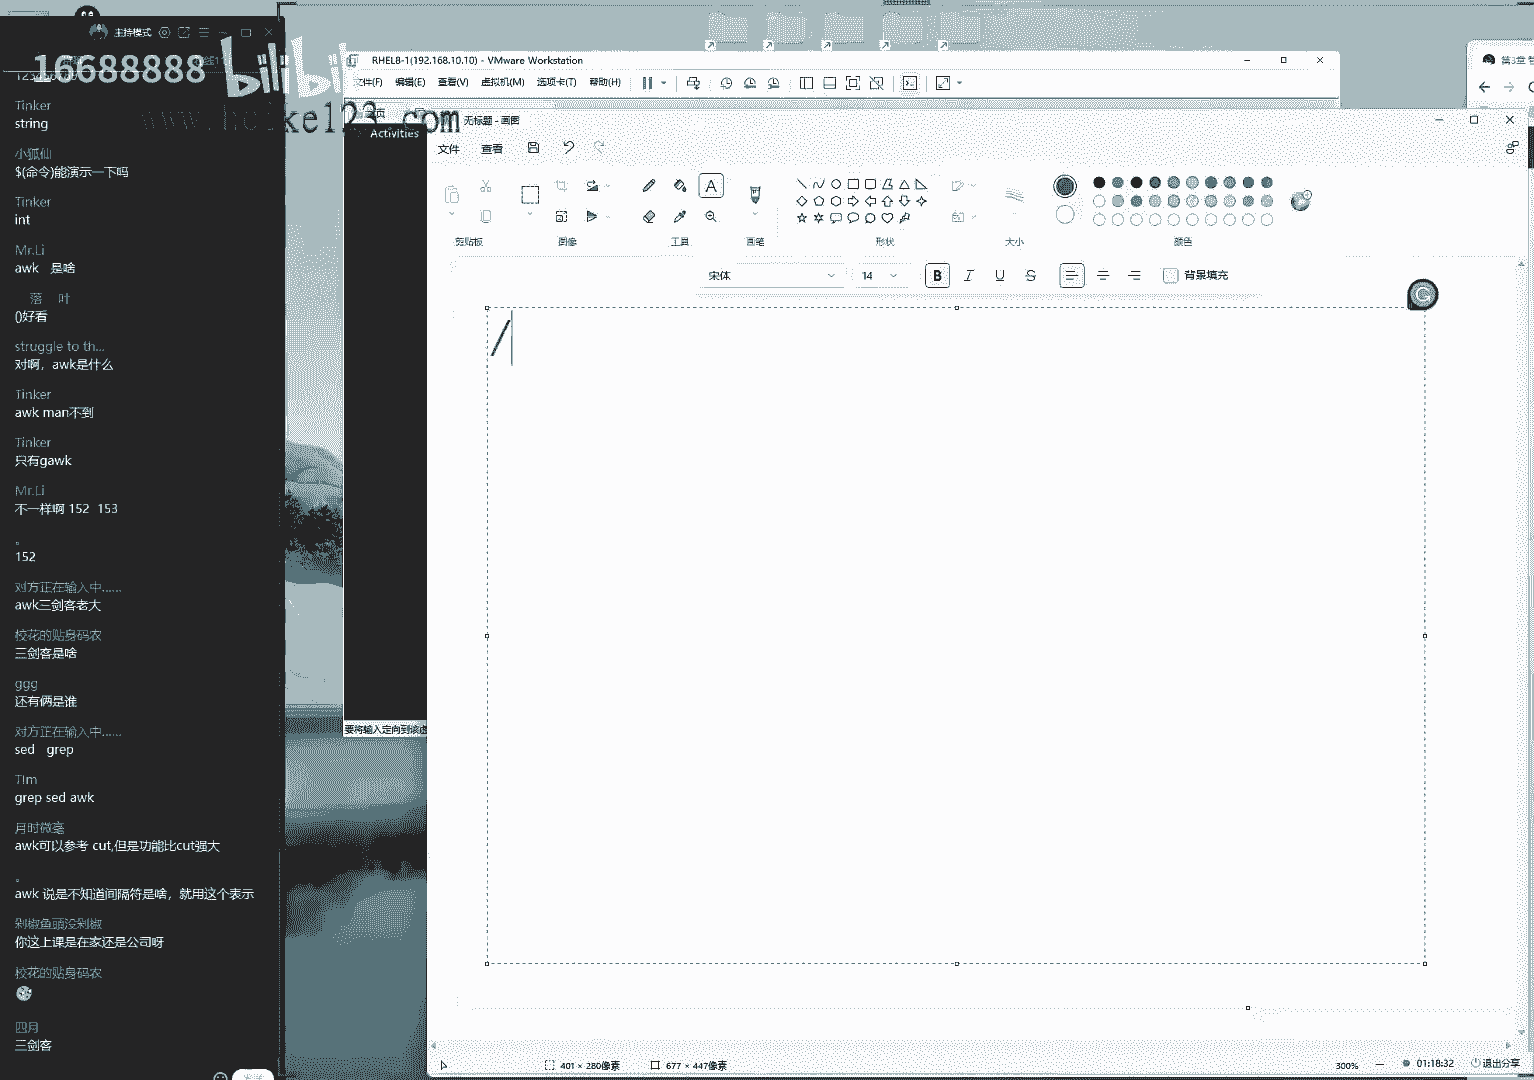 主持模式
16688888
bilibili
Tinker
string
小狐仙
$(命令)能演示一下吗
Tinker
int
Mr.Li
awk 是啥
落 叶
()好看
struggle to th...
对啊，awk是什么
Tinker
awk man不到
Tinker
只有gawk
Mr.Li
不一样啊 152 153
。
152
对方正在输入中......
awk三剑客老大
校花的贴身码农
三剑客是啥
ggg
还有俩是谁
对方正在输入中......
sed grep
Tim
grep sed awk
月时微毫
awk可以参考 cut,但是功能比cut强大
。
awk 说是不知道间隔符是啥，就用这个表示
剁椒鱼頭没剁椒
你这上课是在家还是公司呀
校花的贴身码农
四月
三剑客
RHEL8-1(192.168.10.10) - VMware Workstation
文件(F) 编辑(E) 查看(V) 虚拟机(M) 选项卡(T) 帮助(H)
Activities
要将输入定向到该虚
无标题 - 画图
文件 查看
剪贴板 图像 工具 画笔 形状 大小 颜色
宋体 14 B I U S 背景填充
/
401 × 280像素 677 × 447像素 300% 01:18:32 退出分享
第3章